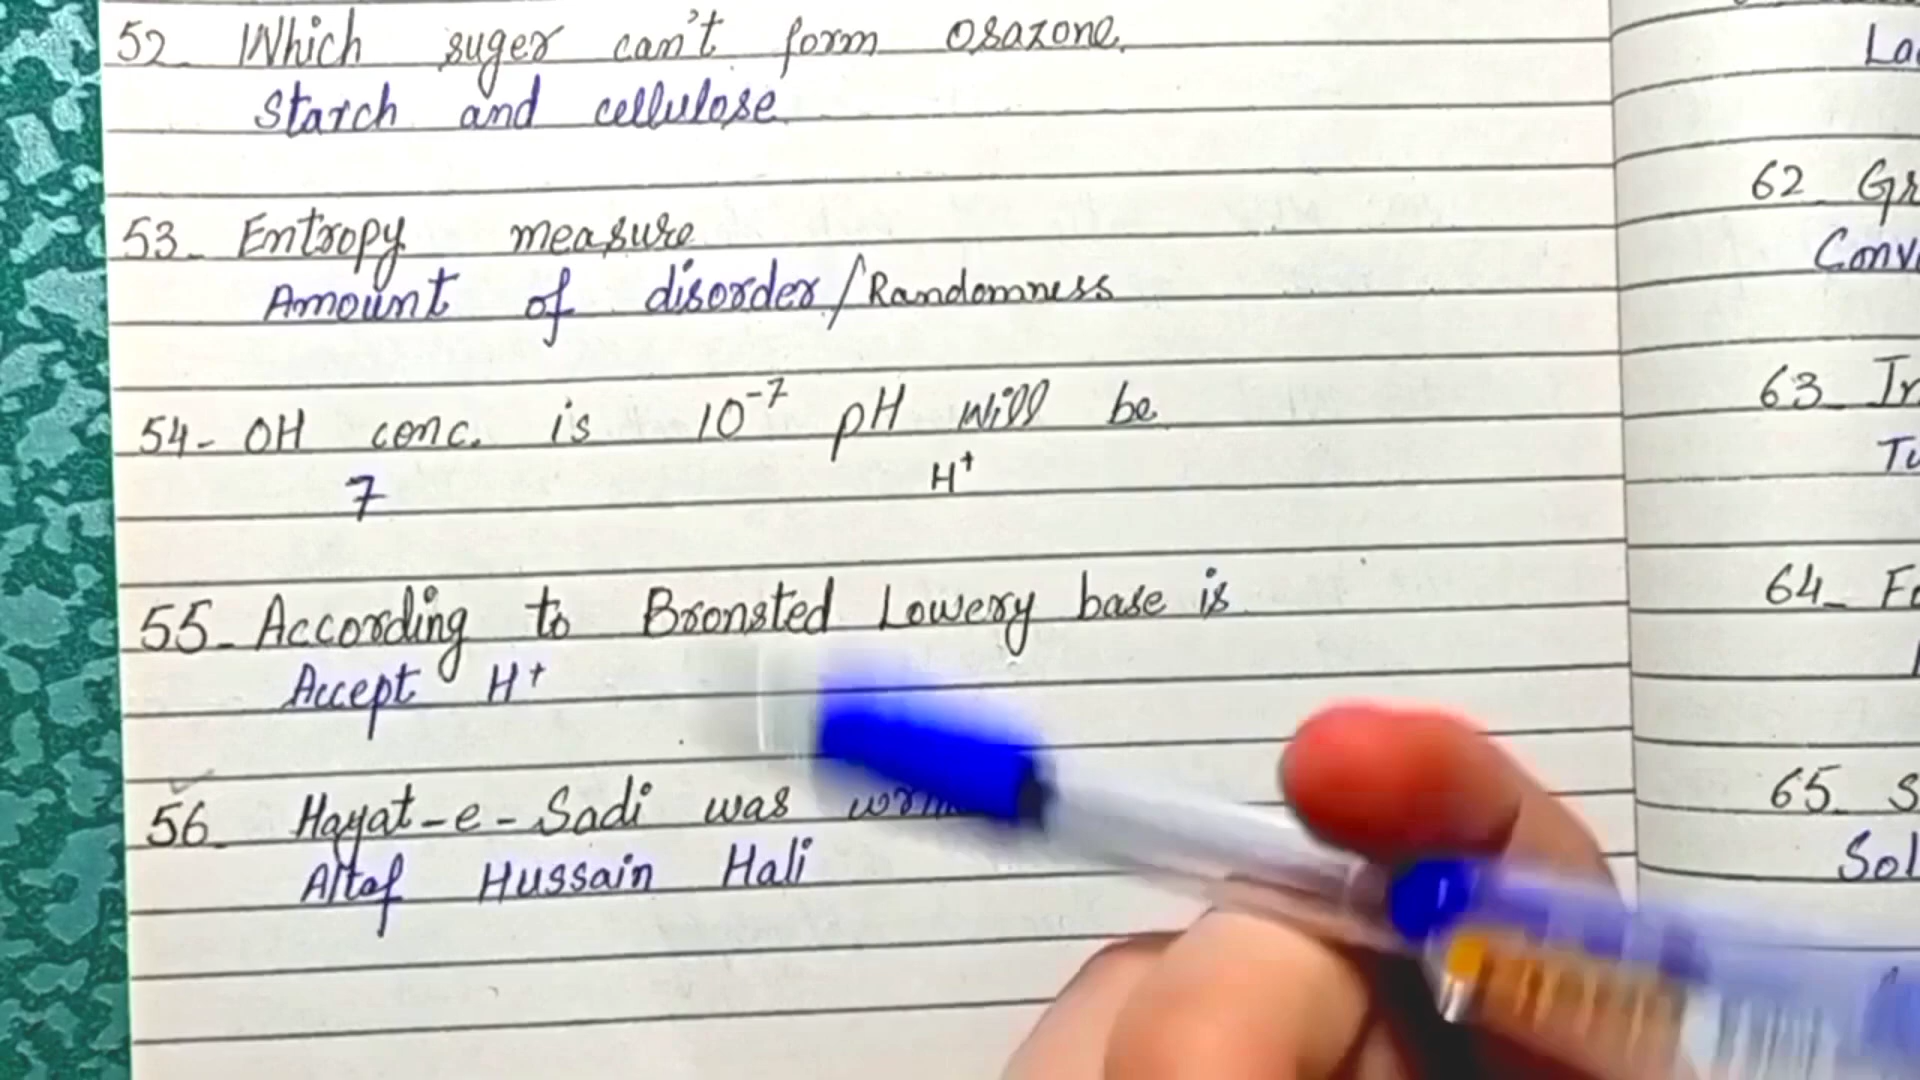 52 Which suger can't form osazone.
Starch and cellulose
53- Entropy measure
Amount of disorder/Randomness
54- OH conc. is 10⁻⁷ pH will be
7 H⁺
55- According to Bronsted Lowery base is
Accept H⁺
56 Hayat-e-Sadi was
Altaf Hussain Hali
62
63
64-
65